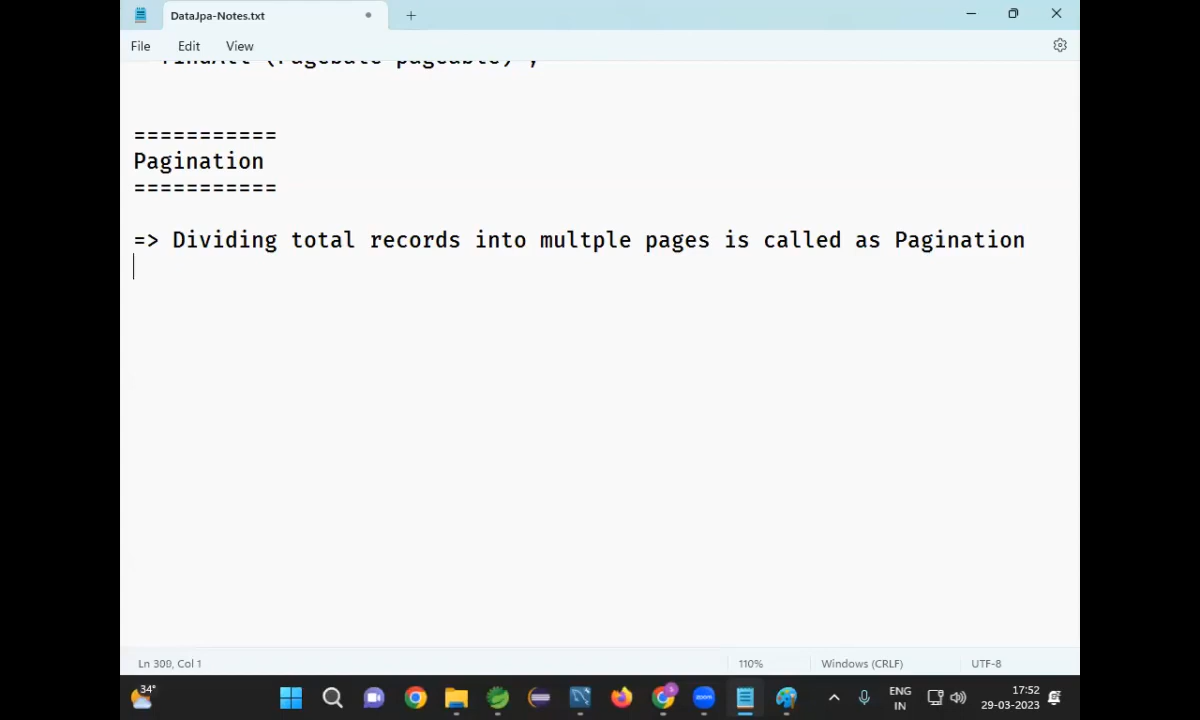 DataJpa-Notes.txt
File Edit View
===========
Pagination
===========
=> Dividing total records into multple pages is called as Pagination
Ln 300, Col 1
110%
Windows (CRLF)
UTF-8
34°
zoom
ENG
IN
17:52
29-03-2023